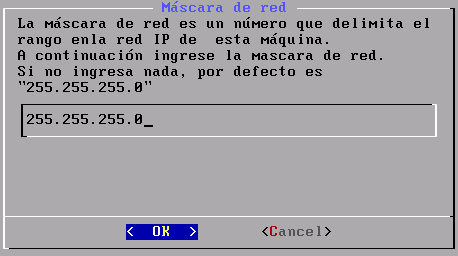 Máscara de red
La máscara de red es un número que delimita el
rango enla red IP de  esta máquina.
A continuación ingrese la mascara de red.
Si no ingresa nada, por defecto es
"255.255.255.0"
255.255.255.0_
<  OK  > <Cancel>